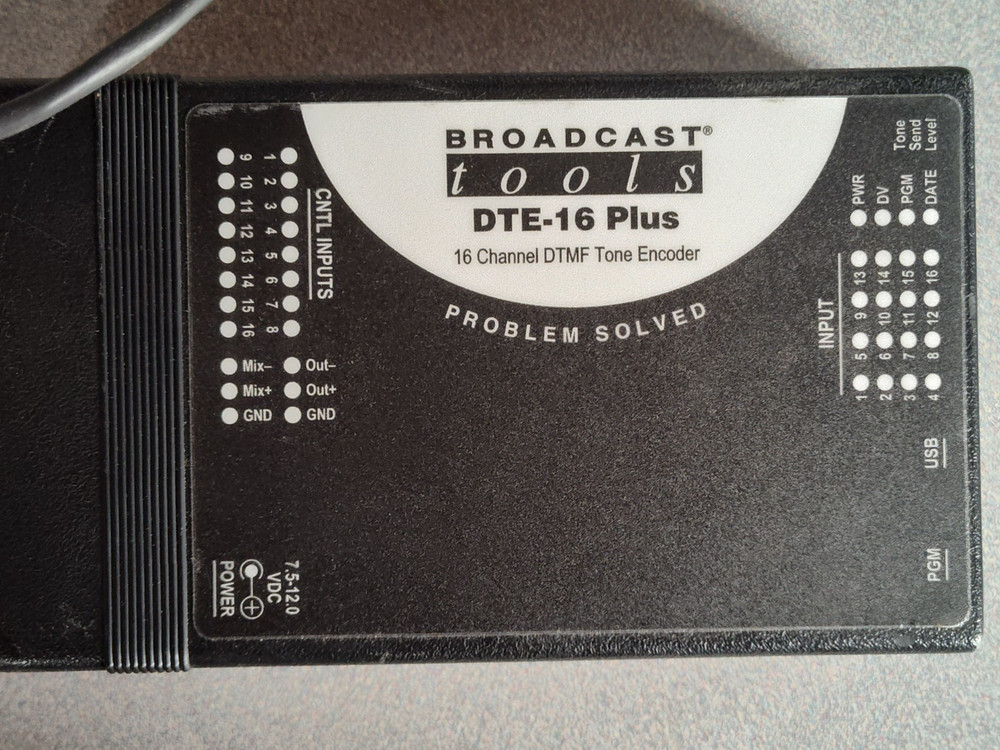 BROADCAST®
tools
DTE-16 Plus
16 Channel DTMF Tone Encoder
PROBLEM SOLVED
CNTL INPUTS
1 2 3 4 5 6 7 8
9 10 11 12 13 14 15 16
Mix– Out–
Mix+ Out+
GND GND
7.5-12.0
VDC
POWER
+
Tone
Send
Level
PWR
DV
PGM
DATE
INPUT
1 5 9 13
2 6 10 14
3 7 11 15
4 8 12 16
USB
PGM